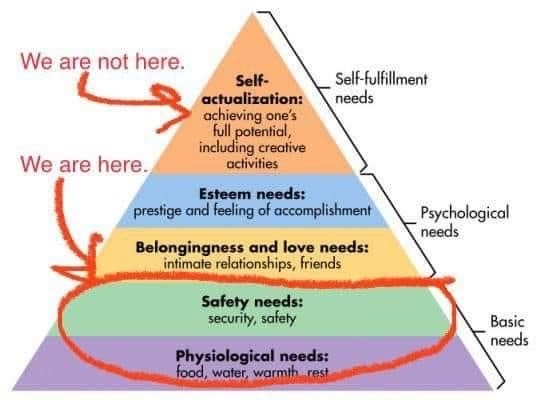 We are not here.
Self-
actualization:
achieving one's
full potential,
including creative
activities
Self-fulfillment
needs
We are here.
Esteem needs:
prestige and feeling of accomplishment
Belongingness and love needs:
intimate relationships, friends
Psychological
needs
Safety needs:
security, safety
Physiological needs:
food, water, warmth, rest
Basic
needs